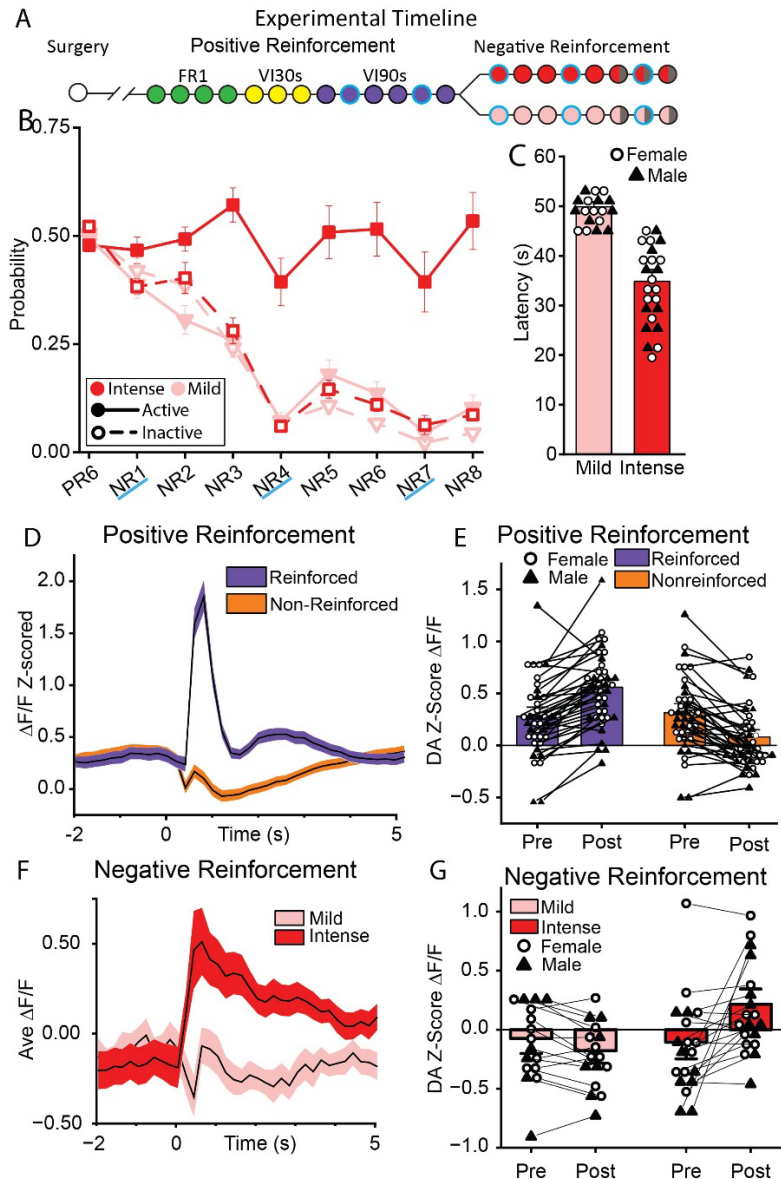 A
Experimental Timeline
Surgery
Positive Reinforcement
Negative Reinforcement
FR1
VI30s
VI90s
B
Probability
0.75
0.50
0.25
0.00
Intense
Mild
Active
Inactive
PR6
NR1
NR2
NR3
NR4
NR5
NR6
NR7
NR8
C
Female
Male
Latency (s)
60
50
40
30
20
10
0
Mild
Intense
D
Positive Reinforcement
Reinforced
Non-Reinforced
ΔF/F Z-scored
2.0
1.5
1.0
0.5
0.0
-2
0
5
Time (s)
E
Positive Reinforcement
Female
Male
Reinforced
Nonreinforced
DA Z-Score ΔF/F
1.5
1.0
0.5
0.0
−0.5
Pre
Post
Pre
Post
F
Negative Reinforcement
Mild
Intense
Ave ΔF/F
0.50
0.00
−0.50
−2
0
5
Time (s)
G
Negative Reinforcement
Mild
Intense
Female
Male
DA Z-Score ΔF/F
1.0
0.5
0.0
−0.5
−1.0
Pre
Post
Pre
Post